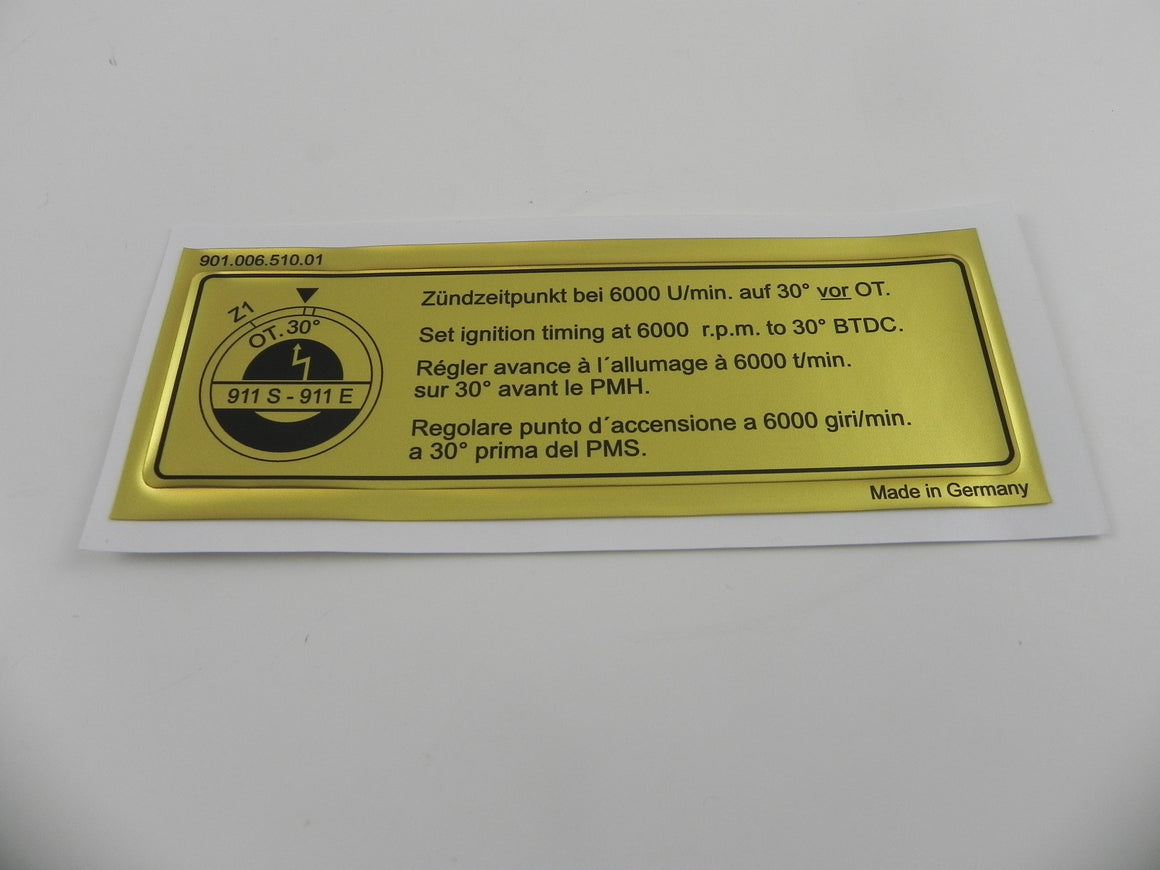 901.006.510.01
Z1
OT. 30°
911 S - 911 E
Zündzeitpunkt bei 6000 U/min. auf 30° vor OT.
Set ignition timing at 6000 r.p.m. to 30° BTDC.
Régler avance à l´allumage à 6000 t/min.
sur 30° avant le PMH.
Regolare punto d´accensione a 6000 giri/min.
a 30° prima del PMS.
Made in Germany